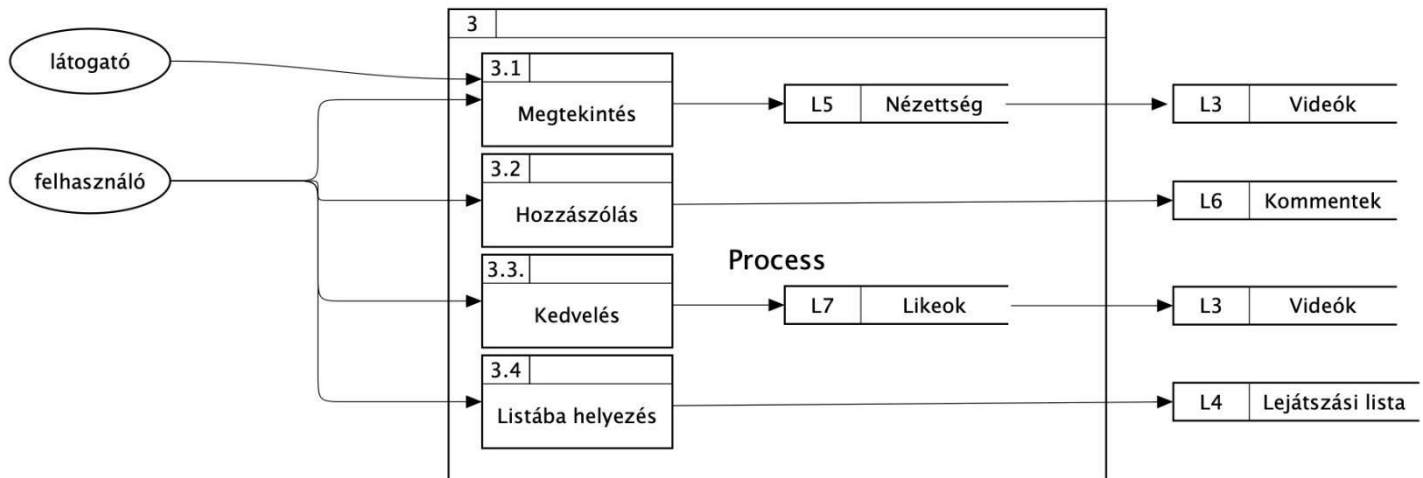 3
látogató
3.1
Megtekintés
L5 Nézettség
L3 Videók
felhasználó
3.2
Hozzászólás
L6 Kommentek
Process
3.3.
Kedvelés
L7 Likeok
L3 Videók
3.4
Listába helyezés
L4 Lejátszási lista